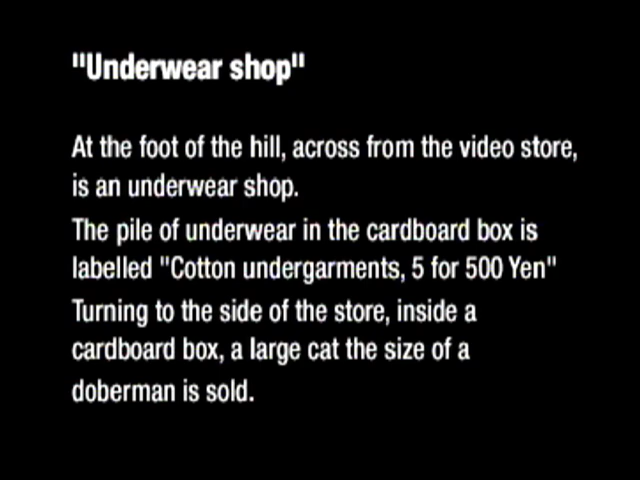 "Underwear shop"
At the foot of the hill, across from the video store,
is an underwear shop.
The pile of underwear in the cardboard box is
labelled "Cotton undergarments, 5 for 500 Yen"
Turning to the side of the store, inside a
cardboard box, a large cat the size of a
doberman is sold.